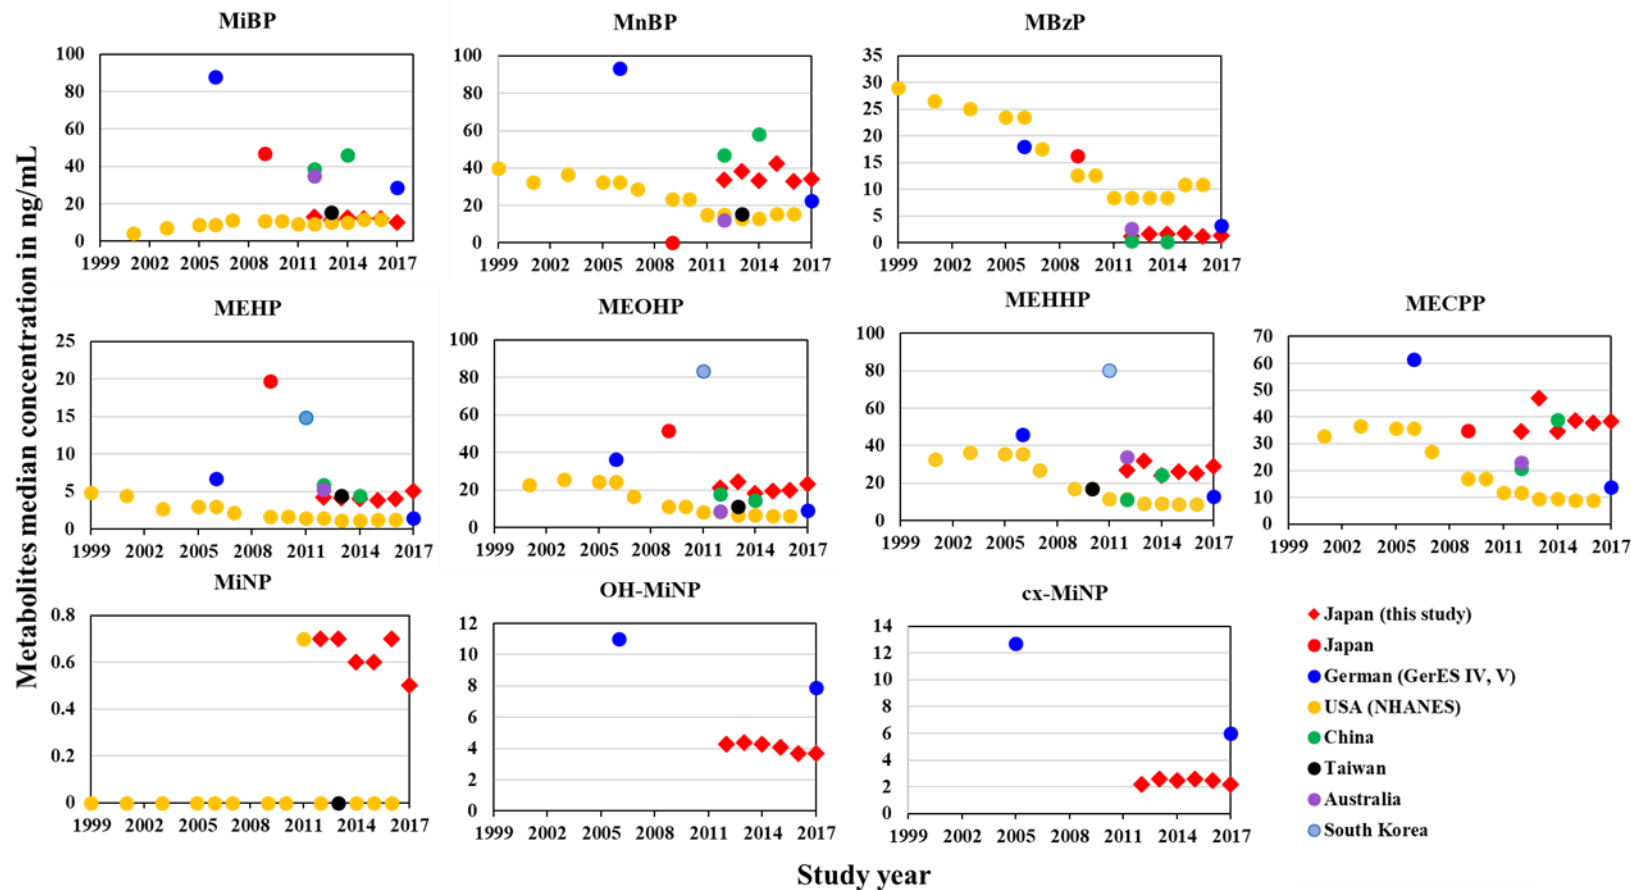 MiBP
MnBP
MBzP
100
80
60
40
20
0
1999 2002 2005 2008 2011 2014 2017
100
80
60
40
20
0
1999 2002 2005 2008 2011 2014 2017
35
30
25
20
15
10
5
0
1999 2002 2005 2008 2011 2014 2017
Metabolites median concentration in ng/mL
MEHP
MEOHP
MEHHP
MECPP
25
20
15
10
5
0
1999 2002 2005 2008 2011 2014 2017
100
80
60
40
20
0
1999 2002 2005 2008 2011 2014 2017
100
80
60
40
20
0
1999 2002 2005 2008 2011 2014 2017
70
60
50
40
30
20
10
0
1999 2002 2005 2008 2011 2014 2017
MiNP
OH-MiNP
cx-MiNP
0.8
0.6
0.4
0.2
0
1999 2002 2005 2008 2011 2014 2017
12
10
8
6
4
2
0
1999 2002 2005 2008 2011 2014 2017
14
12
10
8
6
4
2
0
1999 2002 2005 2008 2011 2014 2017
Japan (this study)
Japan
German (GerES IV, V)
USA (NHANES)
China
Taiwan
Australia
South Korea
Study year